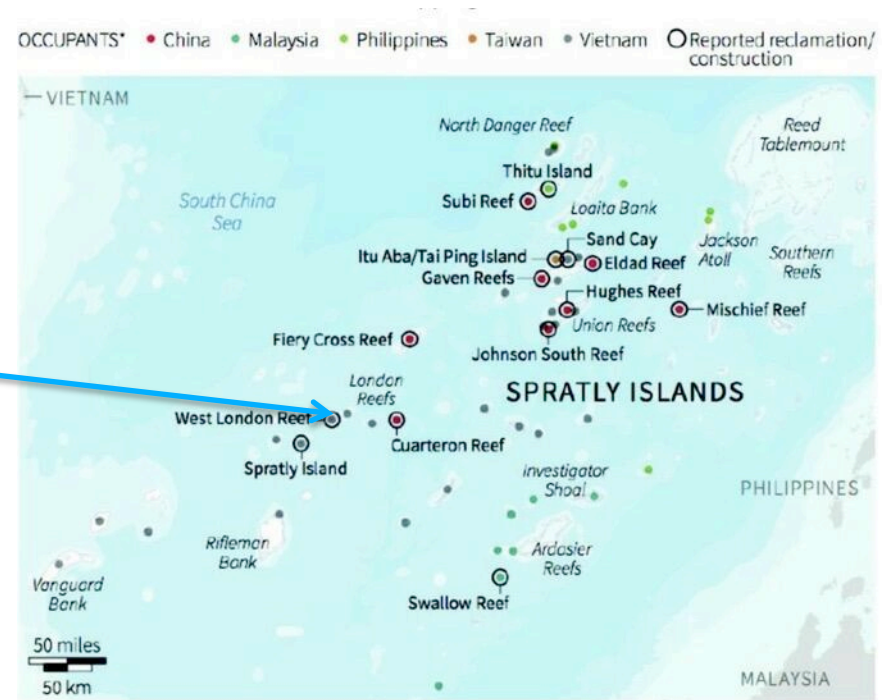 OCCUPANTS* China Malaysia Philippines Taiwan Vietnam Reported reclamation/
construction
VIETNAM
North Danger Reef
Reed
Tablemount
Thitu Island
South China
Sea
Subi Reef
Loaita Bank
Sand Cay
Jackson
Atoll
Southern
Reefs
Itu Aba/Tai Ping Island
Eldad Reef
Gaven Reefs
Hughes Reef
Mischief Reef
Union Reefs
Fiery Cross Reef
Johnson South Reef
London
Reefs
SPRATLY ISLANDS
West London Reef
Cuarteron Reef
Spratly Island
Investigator
Shoal
PHILIPPINES
Rifleman
Bank
Ardasier
Reefs
Vanguard
Bank
Swallow Reef
50 miles
50 km
MALAYSIA